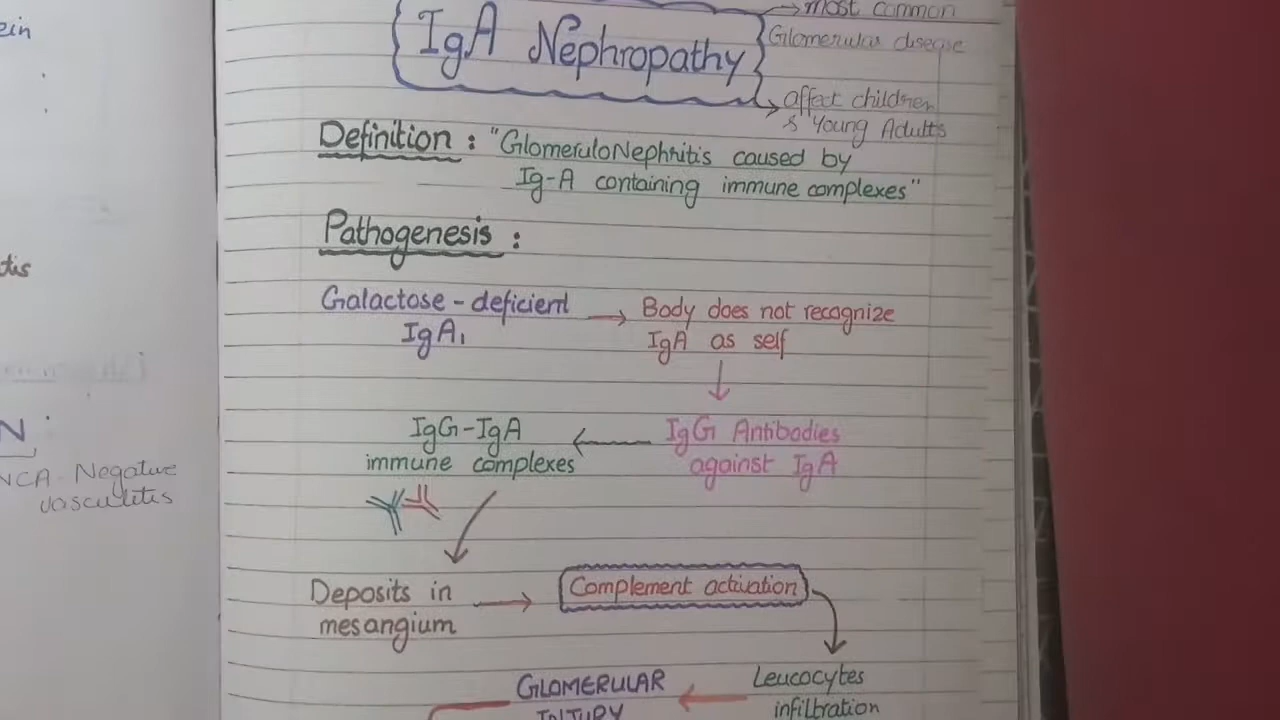 IgA Nephropathy
→ most common
Glomerular disease
→ affect children
& Young Adults
Definition : "GlomeruloNephritis caused by
Ig-A containing immune complexes"
Pathogenesis :
Galactose-deficient → Body does not recognize
IgA₁ IgA as self
IgG-IgA ← IgG Antibodies
immune complexes against IgA
Deposits in → Complement activation
mesangium
GLOMERULAR ← Leucocytes
INJURY infiltration
ein
tis
N
NCA-Negative
vasculitis